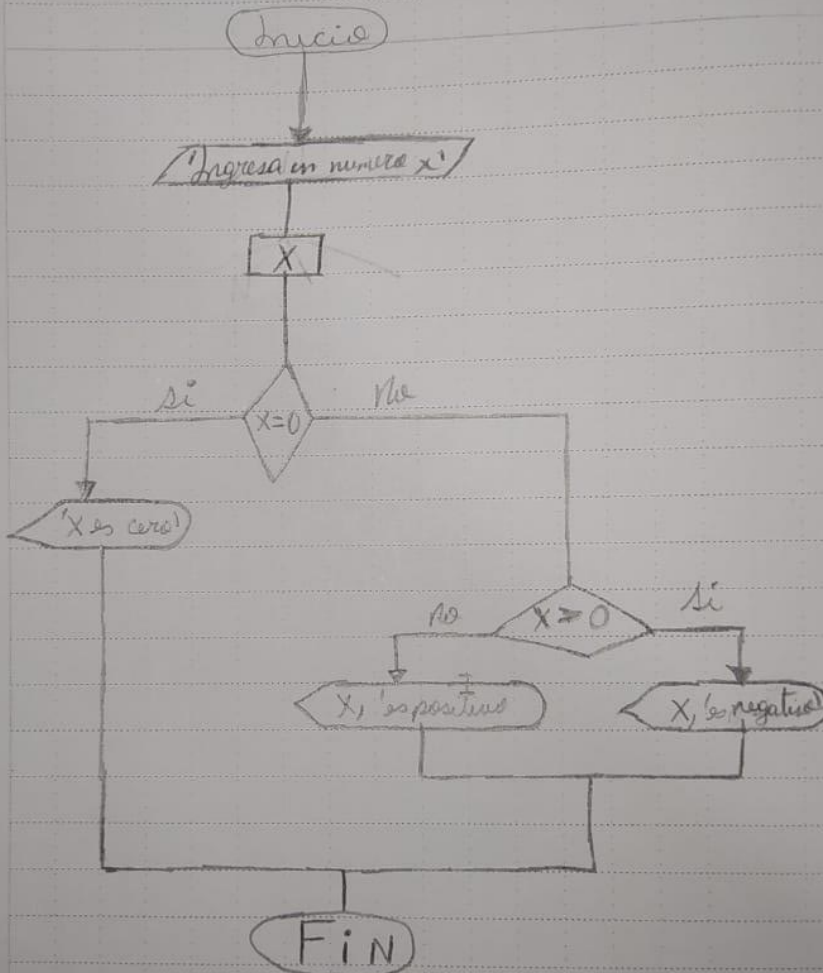 Inicio
'Ingresa un numero x'
X
si
No
X=0
'X es cero'
no
Si
X > 0
X, 'es positivo
X, 'es negativo'
FiN